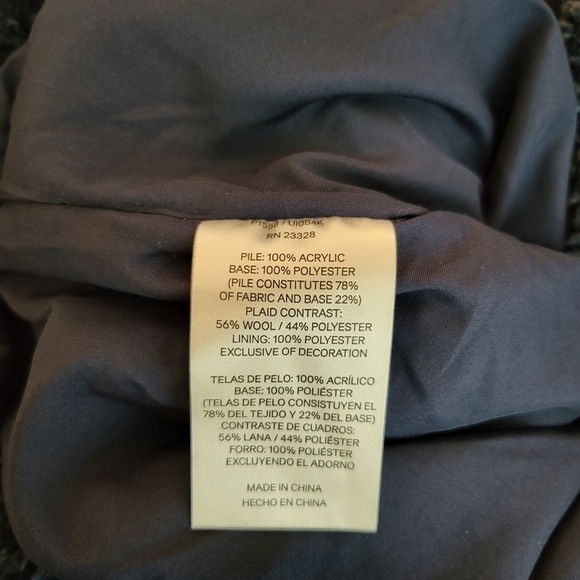 RN 23328
PILE: 100% ACRYLIC
BASE: 100% POLYESTER
(PILE CONSTITUTES 78%
OF FABRIC AND BASE 22%)
PLAID CONTRAST:
56% WOOL / 44% POLYESTER
LINING: 100% POLYESTER
EXCLUSIVE OF DECORATION
TELAS DE PELO: 100% ACRÍLICO
BASE: 100% POLIÉSTER
(TELAS DE PELO CONSISTUYEN EL
78% DEL TEJIDO Y 22% DEL BASE)
CONTRASTE DE CUADROS:
56% LANA / 44% POLIÉSTER
FORRO: 100% POLIÉSTER
EXCLUYENDO EL ADORNO
MADE IN CHINA
HECHO EN CHINA